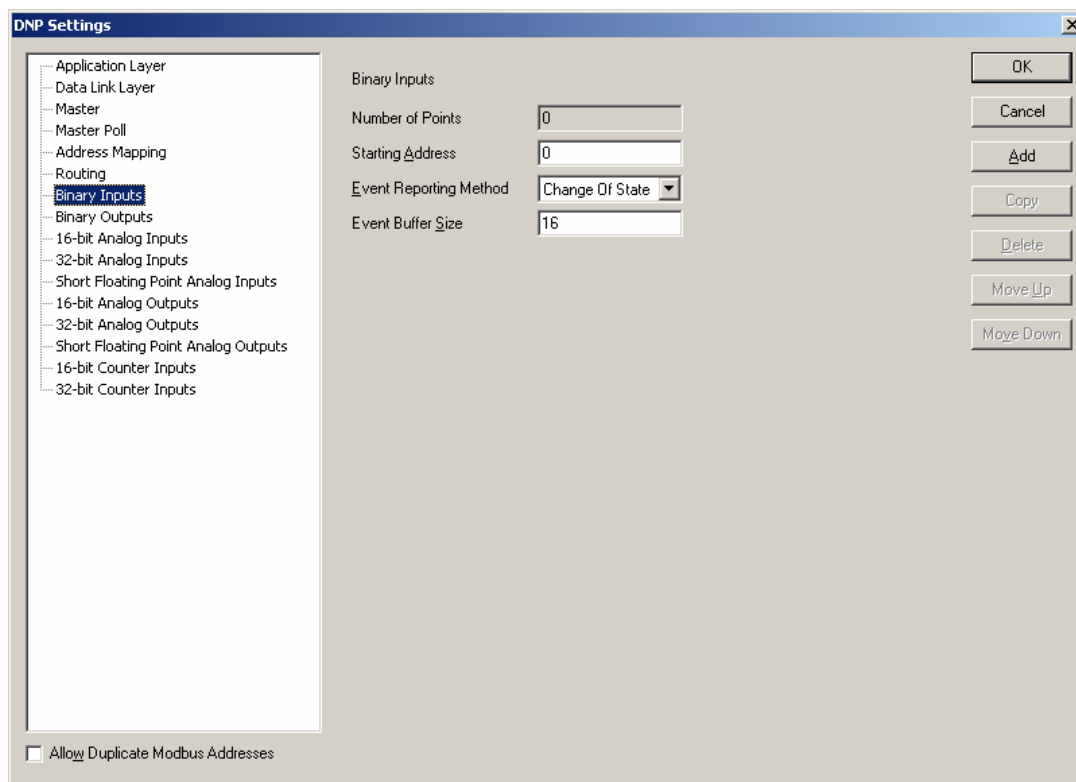 DNP Settings
Application Layer
Data Link Layer
Master
Master Poll
Address Mapping
Routing
Binary Inputs
Binary Outputs
16-bit Analog Inputs
32-bit Analog Inputs
Short Floating Point Analog Inputs
16-bit Analog Outputs
32-bit Analog Outputs
Short Floating Point Analog Outputs
16-bit Counter Inputs
32-bit Counter Inputs
Allow Duplicate Modbus Addresses
Binary Inputs
Number of Points 0
Starting Address 0
Event Reporting Method Change Of State
Event Buffer Size 16
OK
Cancel
Add
Copy
Delete
Move Up
Move Down